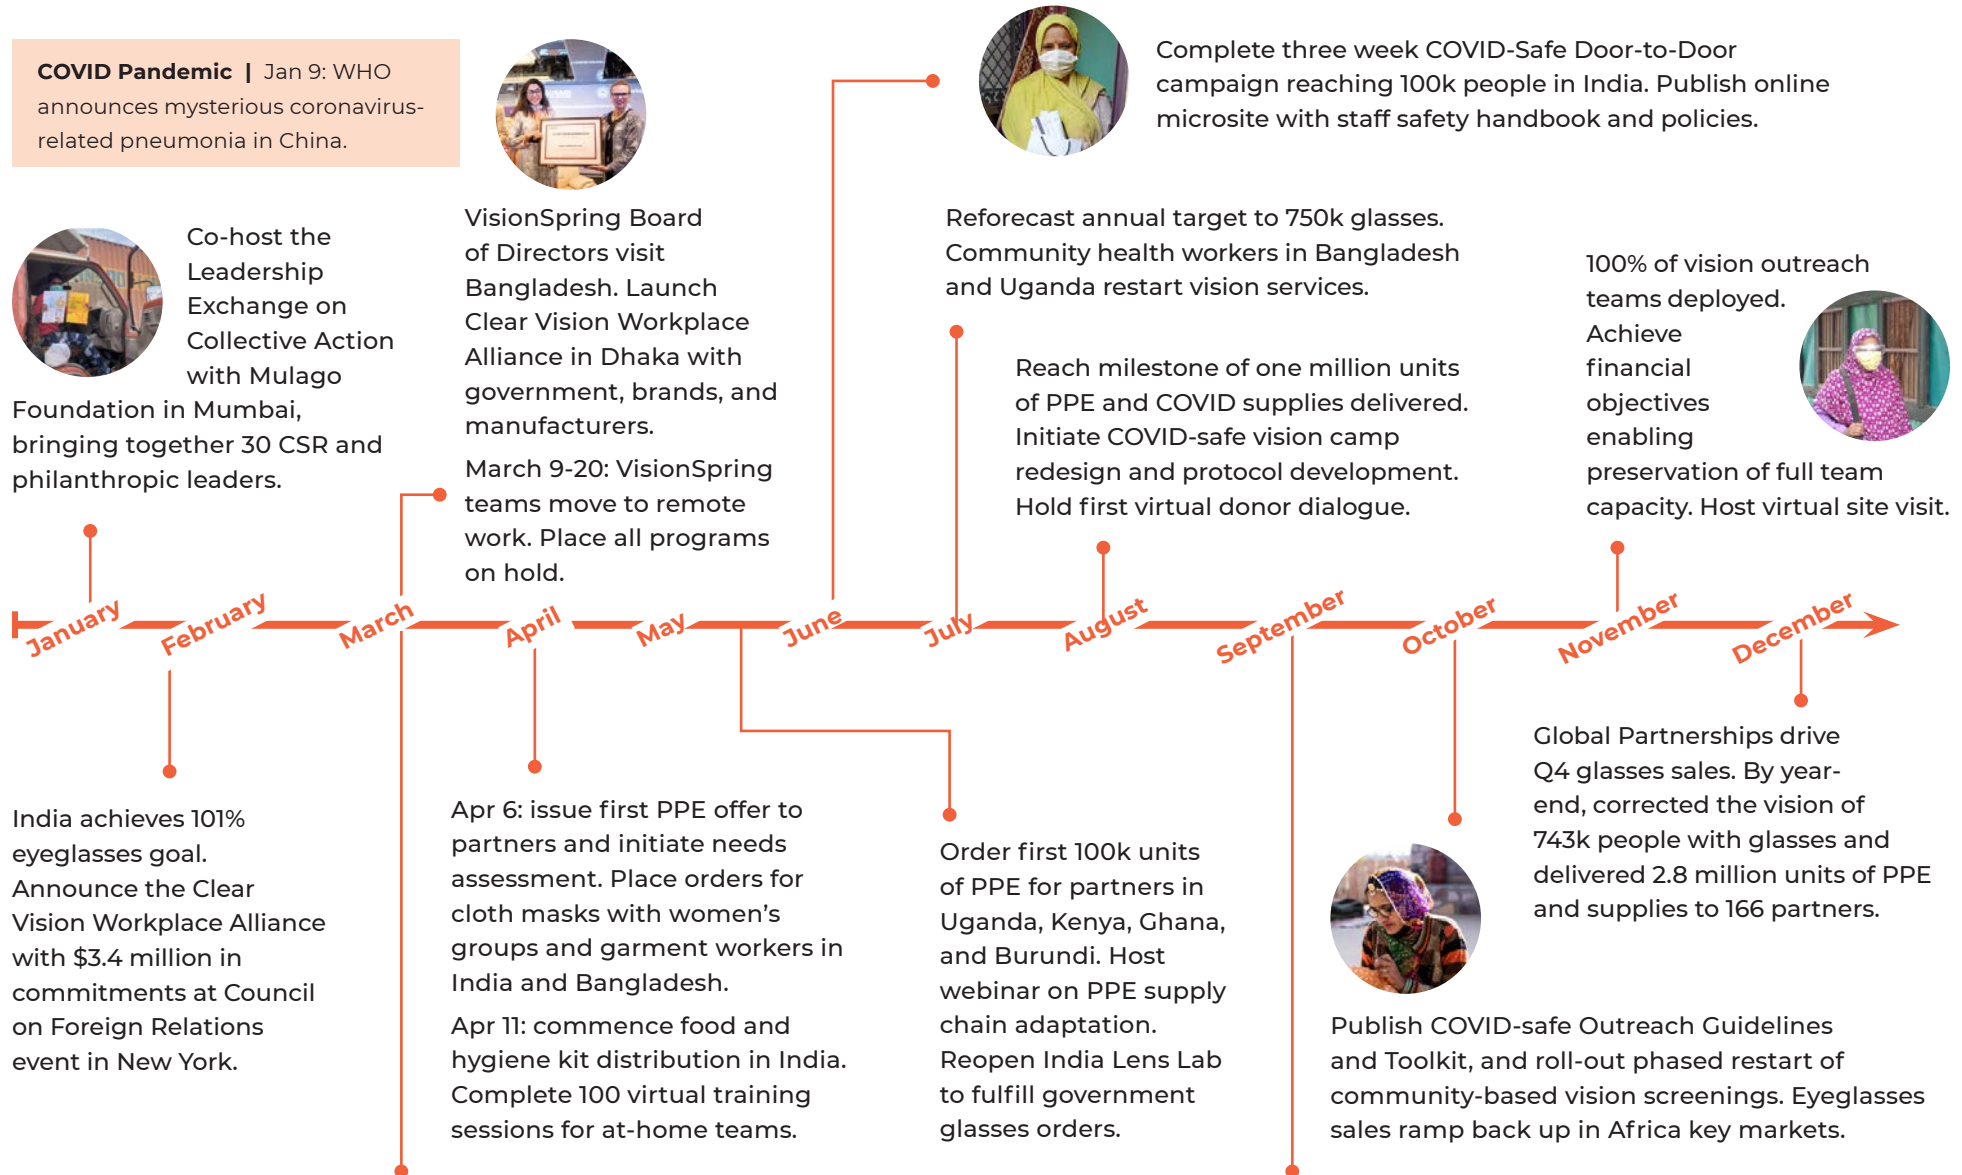 COVID Pandemic | Jan 9: WHO
announces mysterious coronavirus-
related pneumonia in China.
Co-host the
Leadership
Exchange on
Collective Action
with Mulago
Foundation in Mumbai,
bringing together 30 CSR and
philanthropic leaders.
VisionSpring Board
of Directors visit
Bangladesh. Launch
Clear Vision Workplace
Alliance in Dhaka with
government, brands, and
manufacturers.
March 9-20: VisionSpring
teams move to remote
work. Place all programs
on hold.
Complete three week COVID-Safe Door-to-Door
campaign reaching 100k people in India. Publish online
microsite with staff safety handbook and policies.
Reforecast annual target to 750k glasses.
Community health workers in Bangladesh
and Uganda restart vision services.
Reach milestone of one million units
of PPE and COVID supplies delivered.
Initiate COVID-safe vision camp
redesign and protocol development.
Hold first virtual donor dialogue.
100% of vision outreach
teams deployed.
Achieve
financial
objectives
enabling
preservation of full team
capacity. Host virtual site visit.
January
February
March
April
May
June
July
August
September
October
November
December
India achieves 101%
eyeglasses goal.
Announce the Clear
Vision Workplace Alliance
with $3.4 million in
commitments at Council
on Foreign Relations
event in New York.
Apr 6: issue first PPE offer to
partners and initiate needs
assessment. Place orders for
cloth masks with women’s
groups and garment workers in
India and Bangladesh.
Apr 11: commence food and
hygiene kit distribution in India.
Complete 100 virtual training
sessions for at-home teams.
Order first 100k units
of PPE for partners in
Uganda, Kenya, Ghana,
and Burundi. Host
webinar on PPE supply
chain adaptation.
Reopen India Lens Lab
to fulfill government
glasses orders.
Publish COVID-safe Outreach Guidelines
and Toolkit, and roll-out phased restart of
community-based vision screenings. Eyeglasses
sales ramp back up in Africa key markets.
Global Partnerships drive
Q4 glasses sales. By year-
end, corrected the vision of
743k people with glasses and
delivered 2.8 million units of PPE
and supplies to 166 partners.